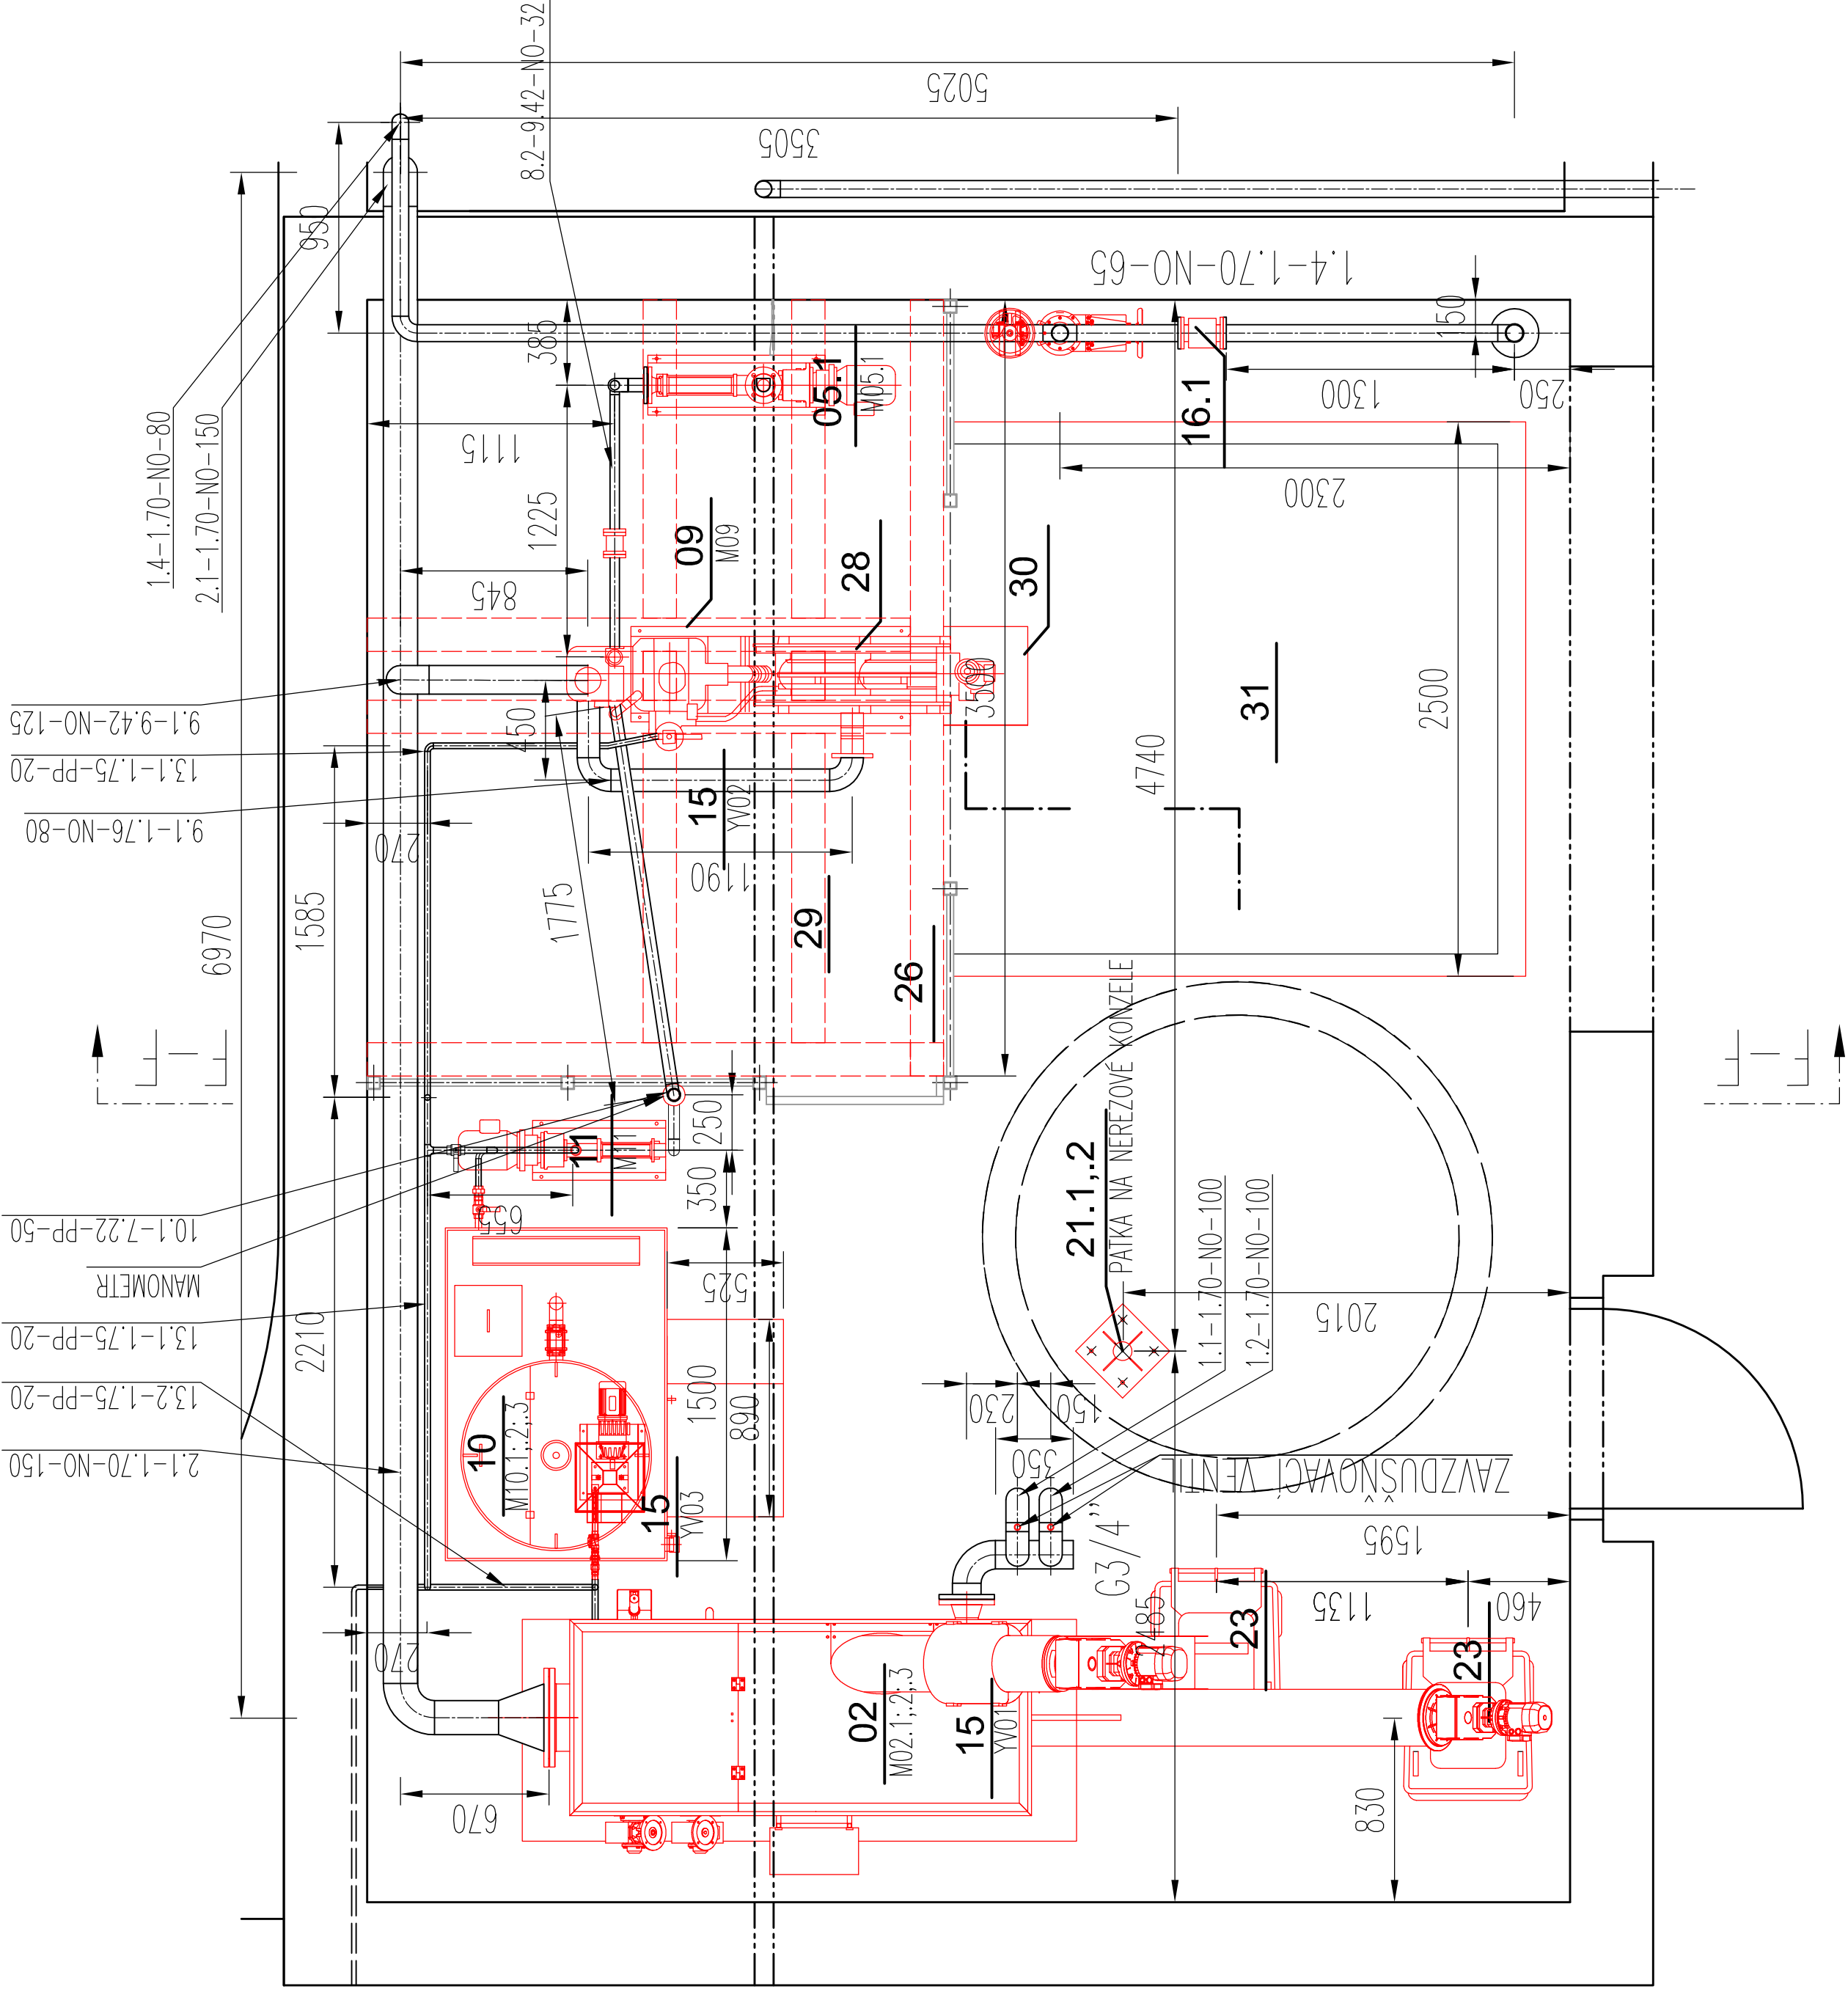 8.2-9.42-NO-32
5025
3505
950
1.4-1.70-NO-65
385
150
05.1
M05.1
1115
1300
250
16.1
1.4-1.70-NO-80
2.1-1.70-NO-150
1225
2300
09
M09
845
28
30
3500
31
2500
9.1-9.42-NO-125
13.1-1.75-PP-20
9.1-1.76-NO-80
450
4740
15
YV02
270
1190
1585
6970
1775
29
26
F-F
F-F
PATKA NA NEREZOVÉ KONZELE
21.1,.2
11
250
350
655
10.1-7.22-PP-50
MANOMETR
13.1-1.75-PP-20
13.2-1.75-PP-20
2.1-1.70-NO-150
2210
525
1500
890
1.1-1.70-NO-100
1.2-1.70-NO-100
2015
230
150
350
10
M10.1;.2;.3
15
YV03
ZAVZDUŠŇOVACÍ VENTIL
G3/4"
1595
1135
460
23
23
270
02
M02.1;.2;.3
15
YV01
670
830